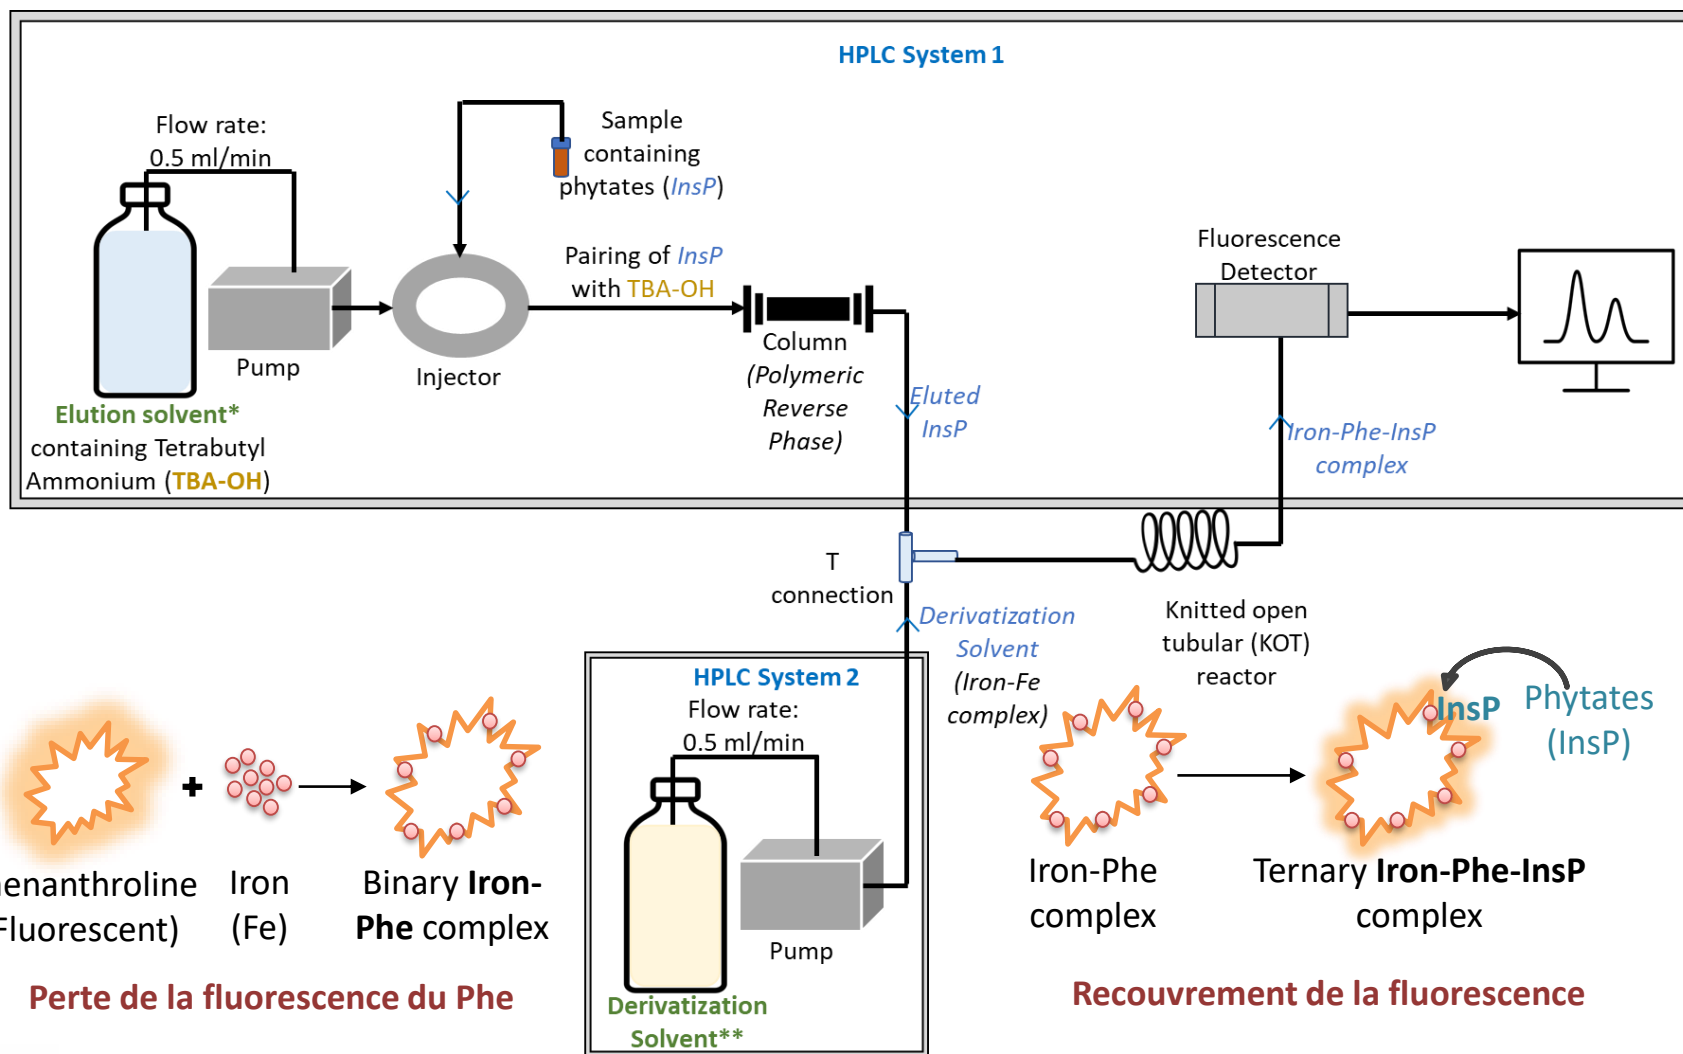 HPLC System 1
Flow rate:
0.5 ml/min
Sample
containing
phytates (InsP)
Pairing of InsP
with TBA-OH
Fluorescence
Detector
Pump
Injector
Column
(Polymeric
Reverse
Phase)
Eluted
InsP
Iron-Phe-InsP
complex
Elution solvent*
containing Tetrabutyl
Ammonium (TBA-OH)
T
connection
Derivatization
Solvent
(Iron-Fe
complex)
Knitted open
tubular (KOT)
reactor
HPLC System 2
Flow rate:
0.5 ml/min
Pump
Derivatization
Solvent**
+
henanthroline
Fluorescent)
Iron
(Fe)
Binary Iron-
Phe complex
Perte de la fluorescence du Phe
InsP
Phytates
(InsP)
Iron-Phe
complex
Ternary Iron-Phe-InsP
complex
Recouvrement de la fluorescence